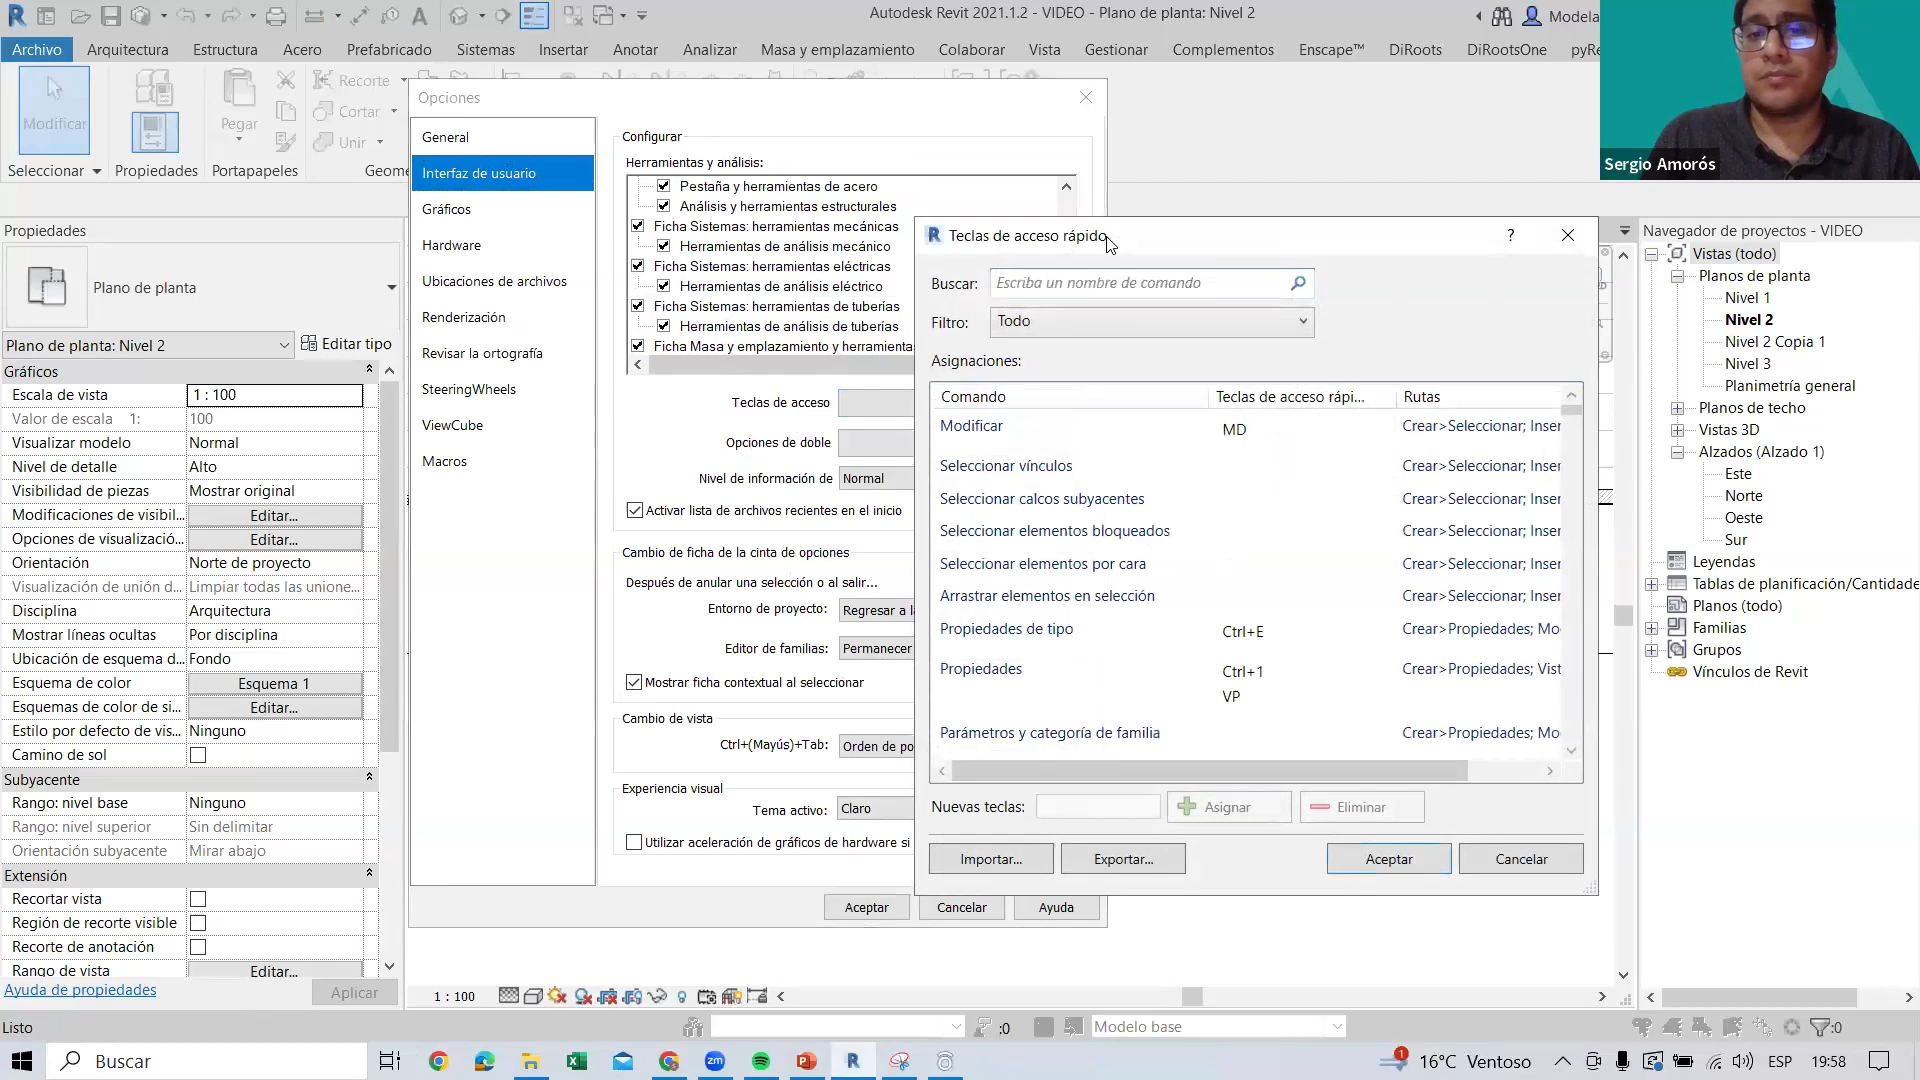 Autodesk Revit 2021.1.2 - VIDEO - Plano de planta: Nivel 2
Modela
Archivo
Arquitectura
Estructura
Acero
Prefabricado
Sistemas
Insertar
Anotar
Analizar
Masa y emplazamiento
Colaborar
Vista
Gestionar
Complementos
Enscape™
DiRoots
DiRootsOne
pyRe
Modificar
Pegar
Recorte
Cortar
Unir
Seleccionar
Propiedades
Portapapeles
Geome
Sergio Amorós
Propiedades
Plano de planta
Plano de planta: Nivel 2
Editar tipo
Gráficos
Escala de vista 1 : 100
Valor de escala 1: 100
Visualizar modelo Normal
Nivel de detalle Alto
Visibilidad de piezas Mostrar original
Modificaciones de visibil... Editar...
Opciones de visualizació... Editar...
Orientación Norte de proyecto
Visualización de unión d... Limpiar todas las unione...
Disciplina Arquitectura
Mostrar líneas ocultas Por disciplina
Ubicación de esquema d... Fondo
Esquema de color Esquema 1
Esquemas de color de si... Editar...
Estilo por defecto de vis... Ninguno
Camino de sol
Subyacente
Rango: nivel base Ninguno
Rango: nivel superior Sin delimitar
Orientación subyacente Mirar abajo
Extensión
Recortar vista
Región de recorte visible
Recorte de anotación
Rango de vista Editar...
Ayuda de propiedades
Aplicar
Opciones
General
Interfaz de usuario
Gráficos
Hardware
Ubicaciones de archivos
Renderización
Revisar la ortografía
SteeringWheels
ViewCube
Macros
Configurar
Herramientas y análisis:
Pestaña y herramientas de acero
Análisis y herramientas estructurales
Ficha Sistemas: herramientas mecánicas
Herramientas de análisis mecánico
Ficha Sistemas: herramientas eléctricas
Herramientas de análisis eléctrico
Ficha Sistemas: herramientas de tuberías
Herramientas de análisis de tuberías
Ficha Masa y emplazamiento y herramienta
Teclas de acceso
Opciones de doble
Nivel de información de Normal
Activar lista de archivos recientes en el inicio
Cambio de ficha de la cinta de opciones
Después de anular una selección o al salir...
Entorno de proyecto: Regresar a la
Editor de familias: Permanecer
Mostrar ficha contextual al seleccionar
Cambio de vista
Ctrl+(Mayús)+Tab: Orden de po
Experiencia visual
Tema activo: Claro
Utilizar aceleración de gráficos de hardware si
Aceptar
Cancelar
Ayuda
Teclas de acceso rápido
?
Buscar: Escriba un nombre de comando
Filtro: Todo
Asignaciones:
Comando Teclas de acceso rápi... Rutas
Modificar MD Crear>Seleccionar; Inser
Seleccionar vínculos Crear>Seleccionar; Inser
Seleccionar calcos subyacentes Crear>Seleccionar; Inser
Seleccionar elementos bloqueados Crear>Seleccionar; Inser
Seleccionar elementos por cara Crear>Seleccionar; Inser
Arrastrar elementos en selección Crear>Seleccionar; Inser
Propiedades de tipo Ctrl+E Crear>Propiedades; Mo
Propiedades Ctrl+1 Crear>Propiedades; Vist
VP
Parámetros y categoría de familia Crear>Propiedades; Mo
Nuevas teclas: Asignar Eliminar
Importar... Exportar... Aceptar Cancelar
Navegador de proyectos - VIDEO
Vistas (todo)
Planos de planta
Nivel 1
Nivel 2
Nivel 2 Copia 1
Nivel 3
Planimetría general
Planos de techo
Vistas 3D
Alzados (Alzado 1)
Este
Norte
Oeste
Sur
Leyendas
Tablas de planificación/Cantidade
Planos (todo)
Familias
Grupos
Vínculos de Revit
1 : 100
Listo
:0
Modelo base
:0
Buscar
zm
1
16°C Ventoso
ESP
19:58